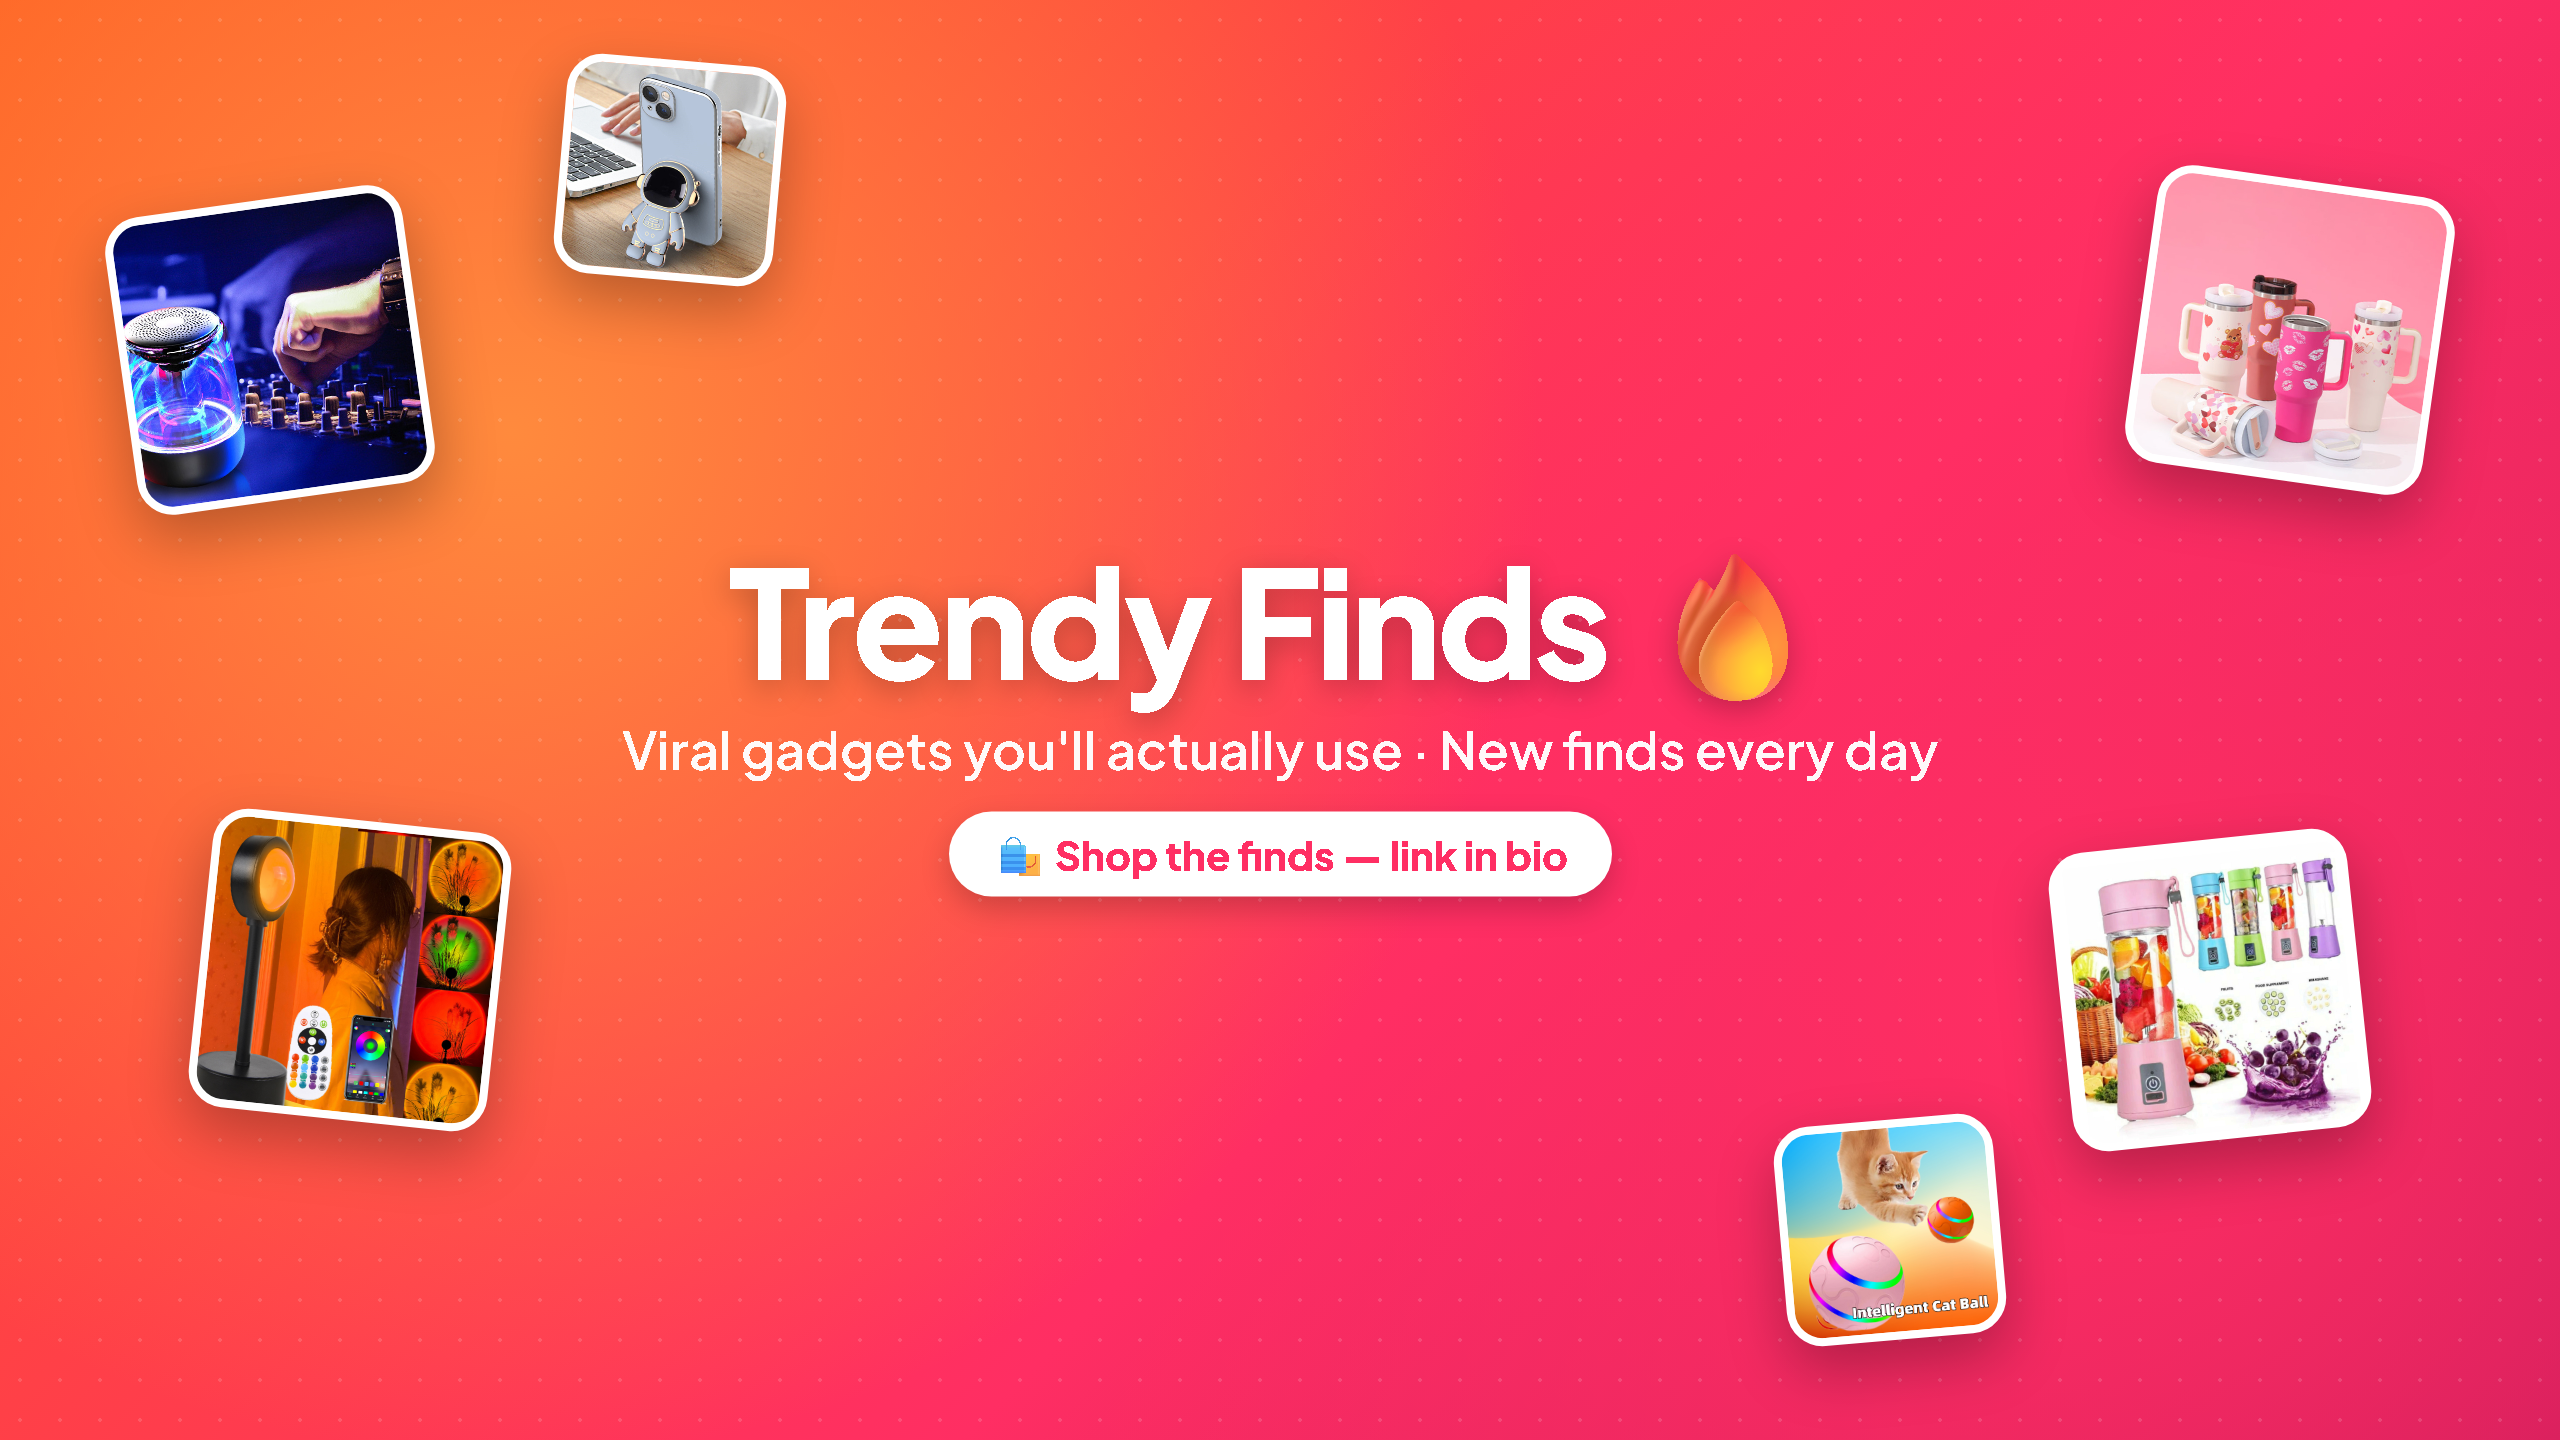 Trendy Finds 🔥
Viral gadgets you'll actually use · New finds every day
🛍️ Shop the finds — link in bio
Intelligent Cat Ball